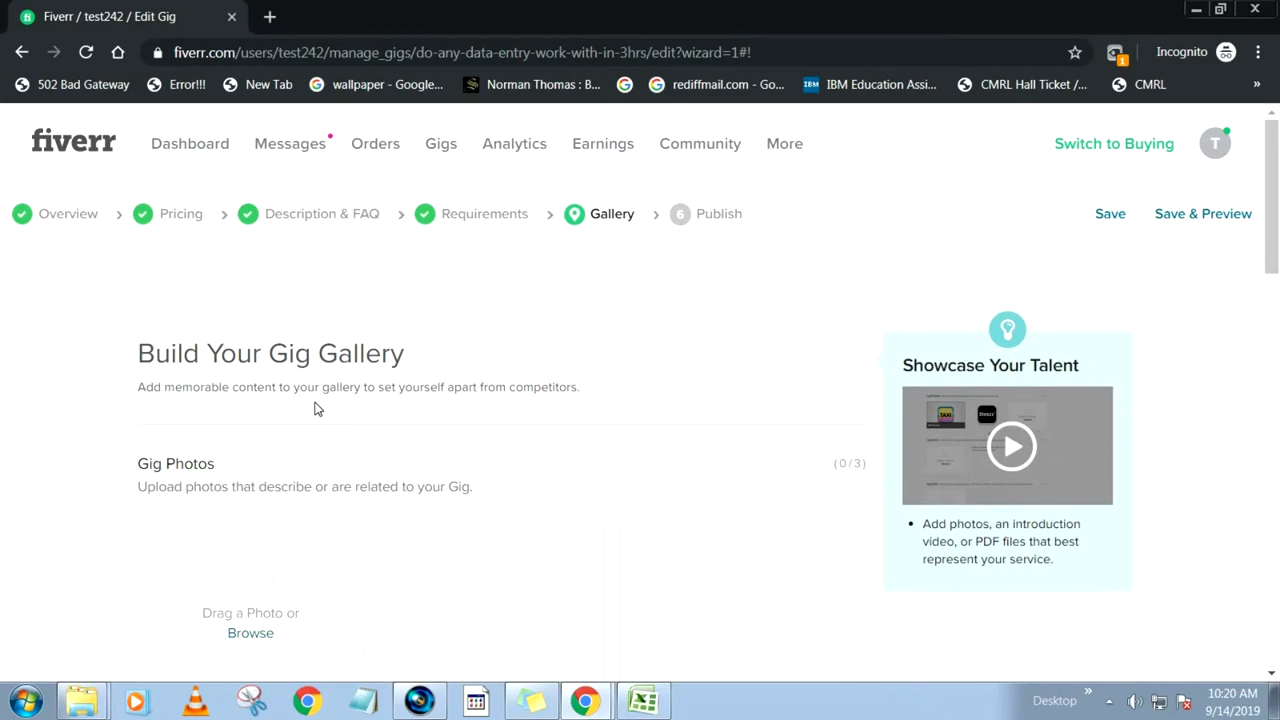 Fiverr / test242 / Edit Gig
fiverr.com/users/test242/manage_gigs/do-any-data-entry-work-with-in-3hrs/edit?wizard=1#!
Incognito
502 Bad Gateway
Error!!!
New Tab
wallpaper - Google...
Norman Thomas : B...
rediffmail.com - Go...
IBM
IBM Education Assi...
CMRL Hall Ticket /...
CMRL
»
fiverr
Dashboard
Messages
Orders
Gigs
Analytics
Earnings
Community
More
Switch to Buying
T
Overview
Pricing
Description & FAQ
Requirements
Gallery
6
Publish
Save
Save & Preview
Build Your Gig Gallery
Add memorable content to your gallery to set yourself apart from competitors.
Showcase Your Talent
TAXI
Gig Photos
(0/3)
Upload photos that describe or are related to your Gig.
• Add photos, an introduction
video, or PDF files that best
represent your service.
Drag a Photo or
Browse
Desktop
»
10:20 AM
9/14/2019